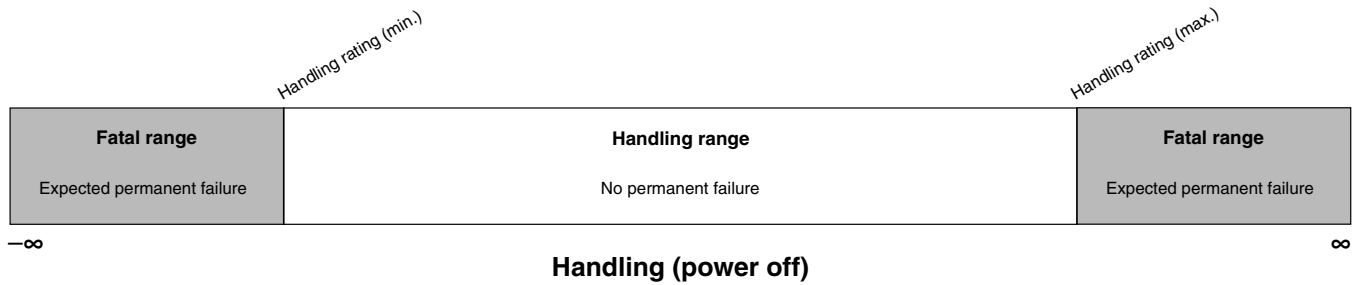 Handling rating (min.)
Handling rating (max.)
Fatal range
Handling range
Fatal range
Expected permanent failure
No permanent failure
Expected permanent failure
–∞
∞
Handling (power off)